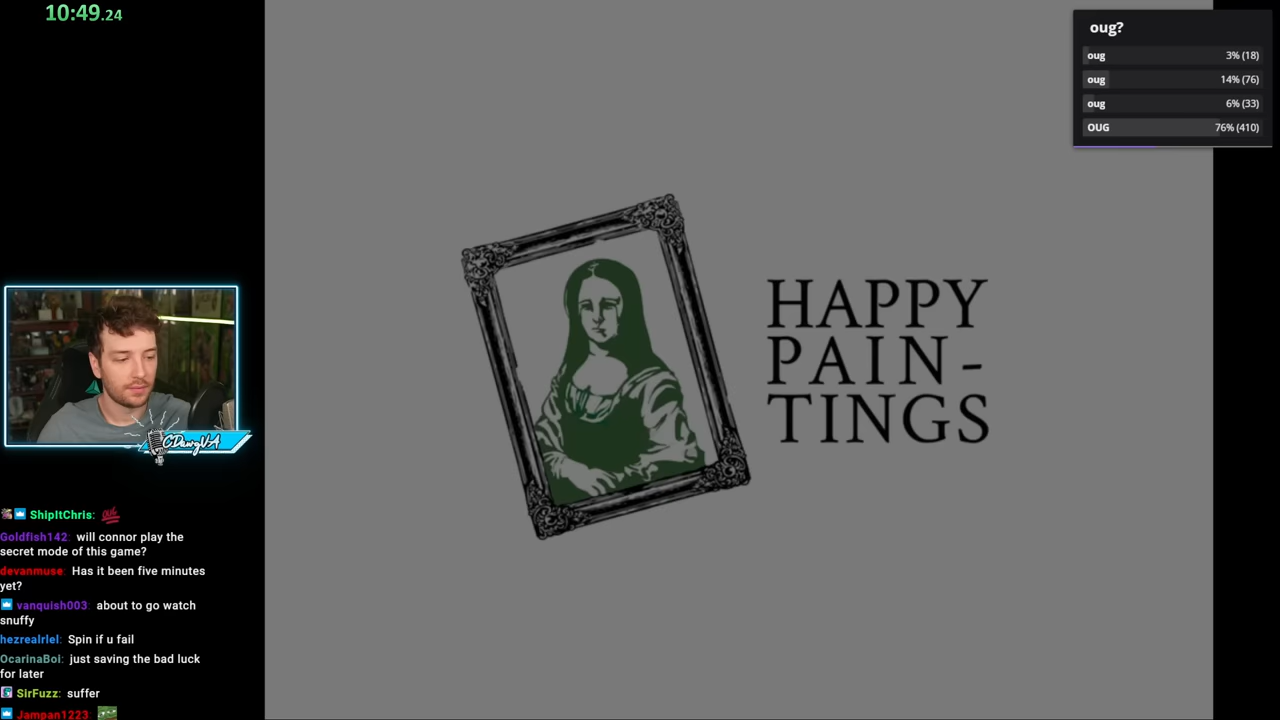 10:49.24
oug?
oug 3% (18)
oug 14% (76)
oug 6% (33)
OUG 76% (410)
HAPPY
PAIN-
TINGS
CDawgVA
ShipItChris: oug
Goldfish142: will connor play the
secret mode of this game?
devanmuse: Has it been five minutes
yet?
vanquish003: about to go watch
snuffy
hezrealrlel: Spin if u fail
OcarinaBoi: just saving the bad luck
for later
SirFuzz: suffer
Jampan1223: